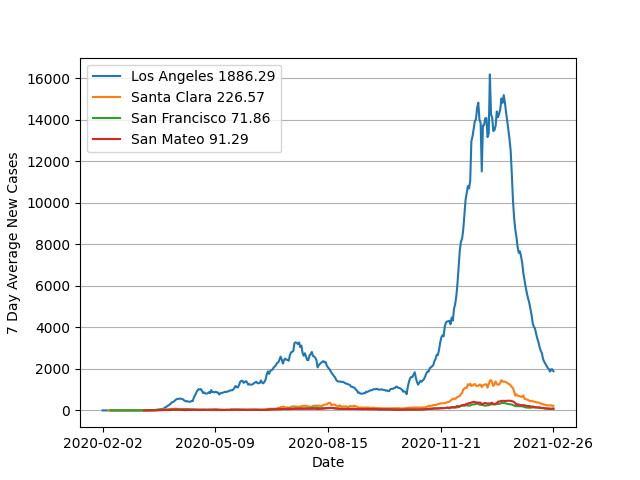 Los Angeles 1886.29
Santa Clara 226.57
San Francisco 71.86
San Mateo 91.29
7 Day Average New Cases
16000
14000
12000
10000
8000
6000
4000
2000
0
2020-02-02 2020-05-09 2020-08-15 2020-11-21 2021-02-26
Date